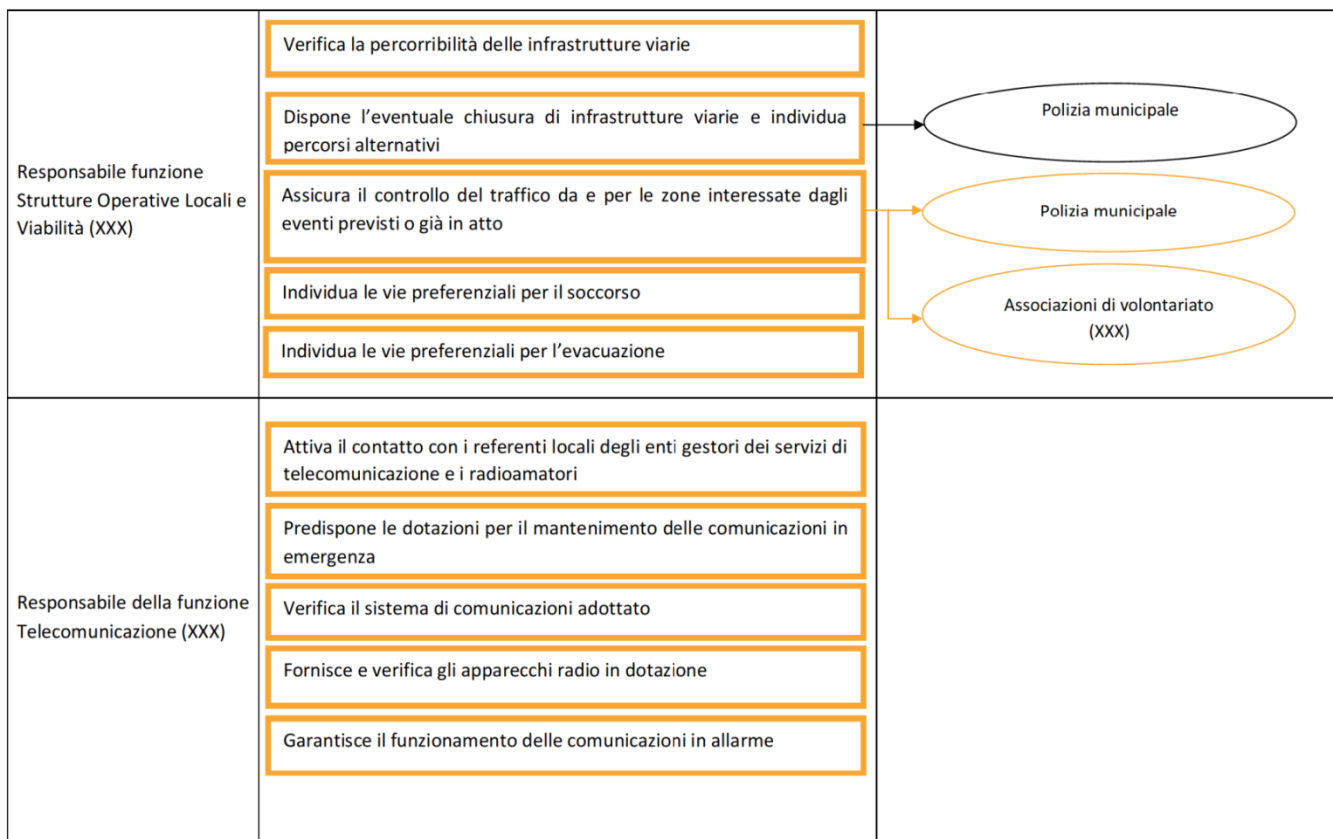 Verifica la percorribilità delle infrastrutture viarie
Dispone l’eventuale chiusura di infrastrutture viarie e individua
percorsi alternativi
Polizia municipale
Responsabile funzione
Strutture Operative Locali e
Viabilità (XXX)
Assicura il controllo del traffico da e per le zone interessate dagli
eventi previsti o già in atto
Polizia municipale
Individua le vie preferenziali per il soccorso
Associazioni di volontariato
(XXX)
Individua le vie preferenziali per l’evacuazione
Attiva il contatto con i referenti locali degli enti gestori dei servizi di
telecomunicazione e i radioamatori
Predispone le dotazioni per il mantenimento delle comunicazioni in
emergenza
Responsabile della funzione
Telecomunicazione (XXX)
Verifica il sistema di comunicazioni adottato
Fornisce e verifica gli apparecchi radio in dotazione
Garantisce il funzionamento delle comunicazioni in allarme